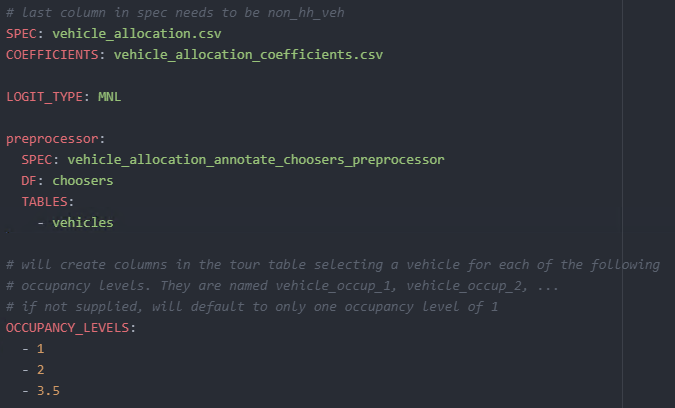 # last column in spec needs to be non_hh_veh
SPEC: vehicle_allocation.csv
COEFFICIENTS: vehicle_allocation_coefficients.csv
LOGIT_TYPE: MNL
preprocessor:
  SPEC: vehicle_allocation_annotate_choosers_preprocessor
  DF: choosers
  TABLES:
    - vehicles
# will create columns in the tour table selecting a vehicle for each of the following
# occupancy levels. They are named vehicle_occup_1, vehicle_occup_2, ...
# if not supplied, will default to only one occupancy level of 1
OCCUPANCY_LEVELS:
  - 1
  - 2
  - 3.5